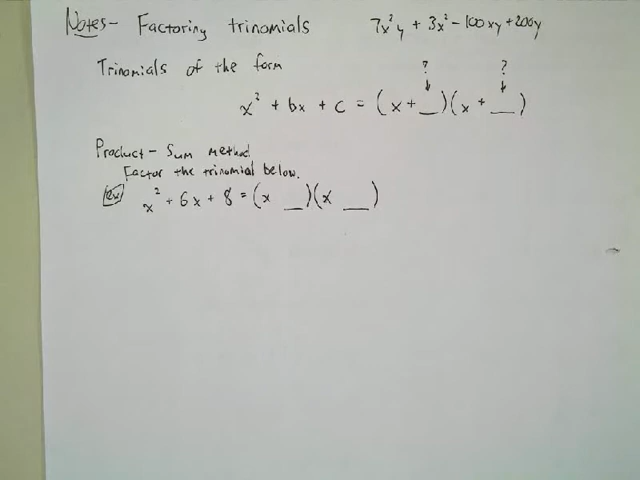 Notes- Factoring trinomials 7x²y + 3x² - 100xy + 200y
Trinomials of the form
? ?
x² + bx + c = (x + __)(x + __)
Product - Sum method
Factor the trinomial below.
Ex x² + 6x + 8 = (x __)(x __)